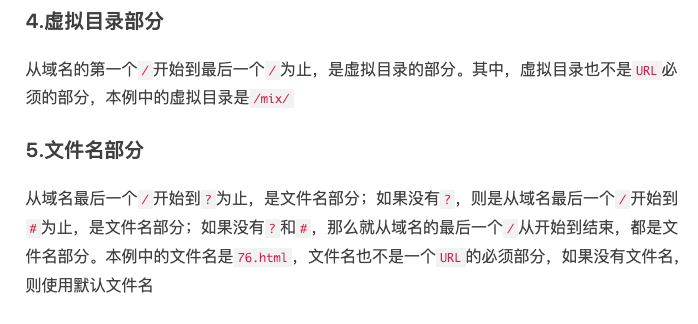 4.虚拟目录部分
从域名的第一个 / 开始到最后一个 / 为止，是虚拟目录的部分。其中，虚拟目录也不是 URL 必
须的部分，本例中的虚拟目录是 /mix/
5.文件名部分
从域名最后一个 / 开始到 ? 为止，是文件名部分；如果没有 ? ，则是从域名最后一个 / 开始到
# 为止，是文件名部分；如果没有 ? 和 # ，那么就从域名的最后一个 / 从开始到结束，都是文
件名部分。本例中的文件名是 76.html ，文件名也不是一个 URL 的必须部分，如果没有文件名，
则使用默认文件名